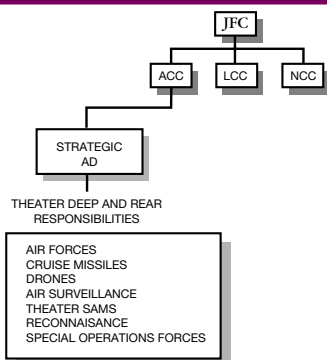 JFC
ACC
LCC
NCC
STRATEGIC
AD
THEATER DEEP AND REAR
RESPONSIBILITIES
AIR FORCES
CRUISE MISSILES
DRONES
AIR SURVEILLANCE
THEATER SAMS
RECONNAISANCE
SPECIAL OPERATIONS FORCES